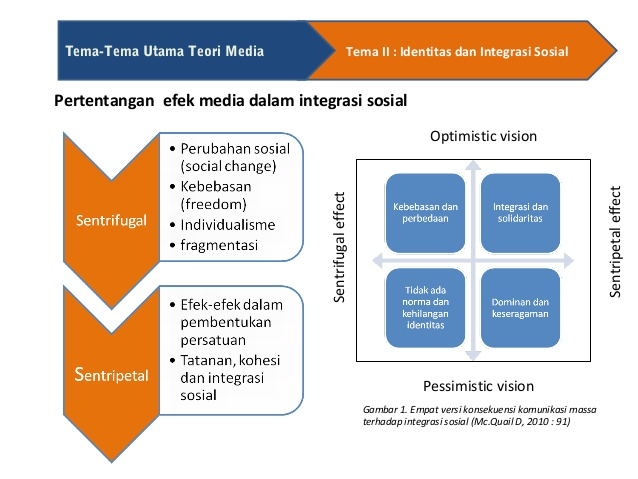 Tema-Tema Utama Teori Media
Tema II : Identitas dan Integrasi Sosial
Pertentangan efek media dalam integrasi sosial
Sentrifugal
• Perubahan sosial
(social change)
• Kebebasan
(freedom)
• Individualisme
• fragmentasi
Sentripetal
• Efek-efek dalam
pembentukan
persatuan
• Tatanan, kohesi
dan integrasi
sosial
Optimistic vision
Sentrifugal effect
Kebebasan dan
perbedaan
Integrasi dan
solidaritas
Tidak ada
norma dan
kehilangan
identitas
Dominan dan
keseragaman
Sentripetal effect
Pessimistic vision
Gambar 1. Empat versi konsekuensi komunikasi massa
terhadap integrasi sosial (Mc.Quail D, 2010 : 91)